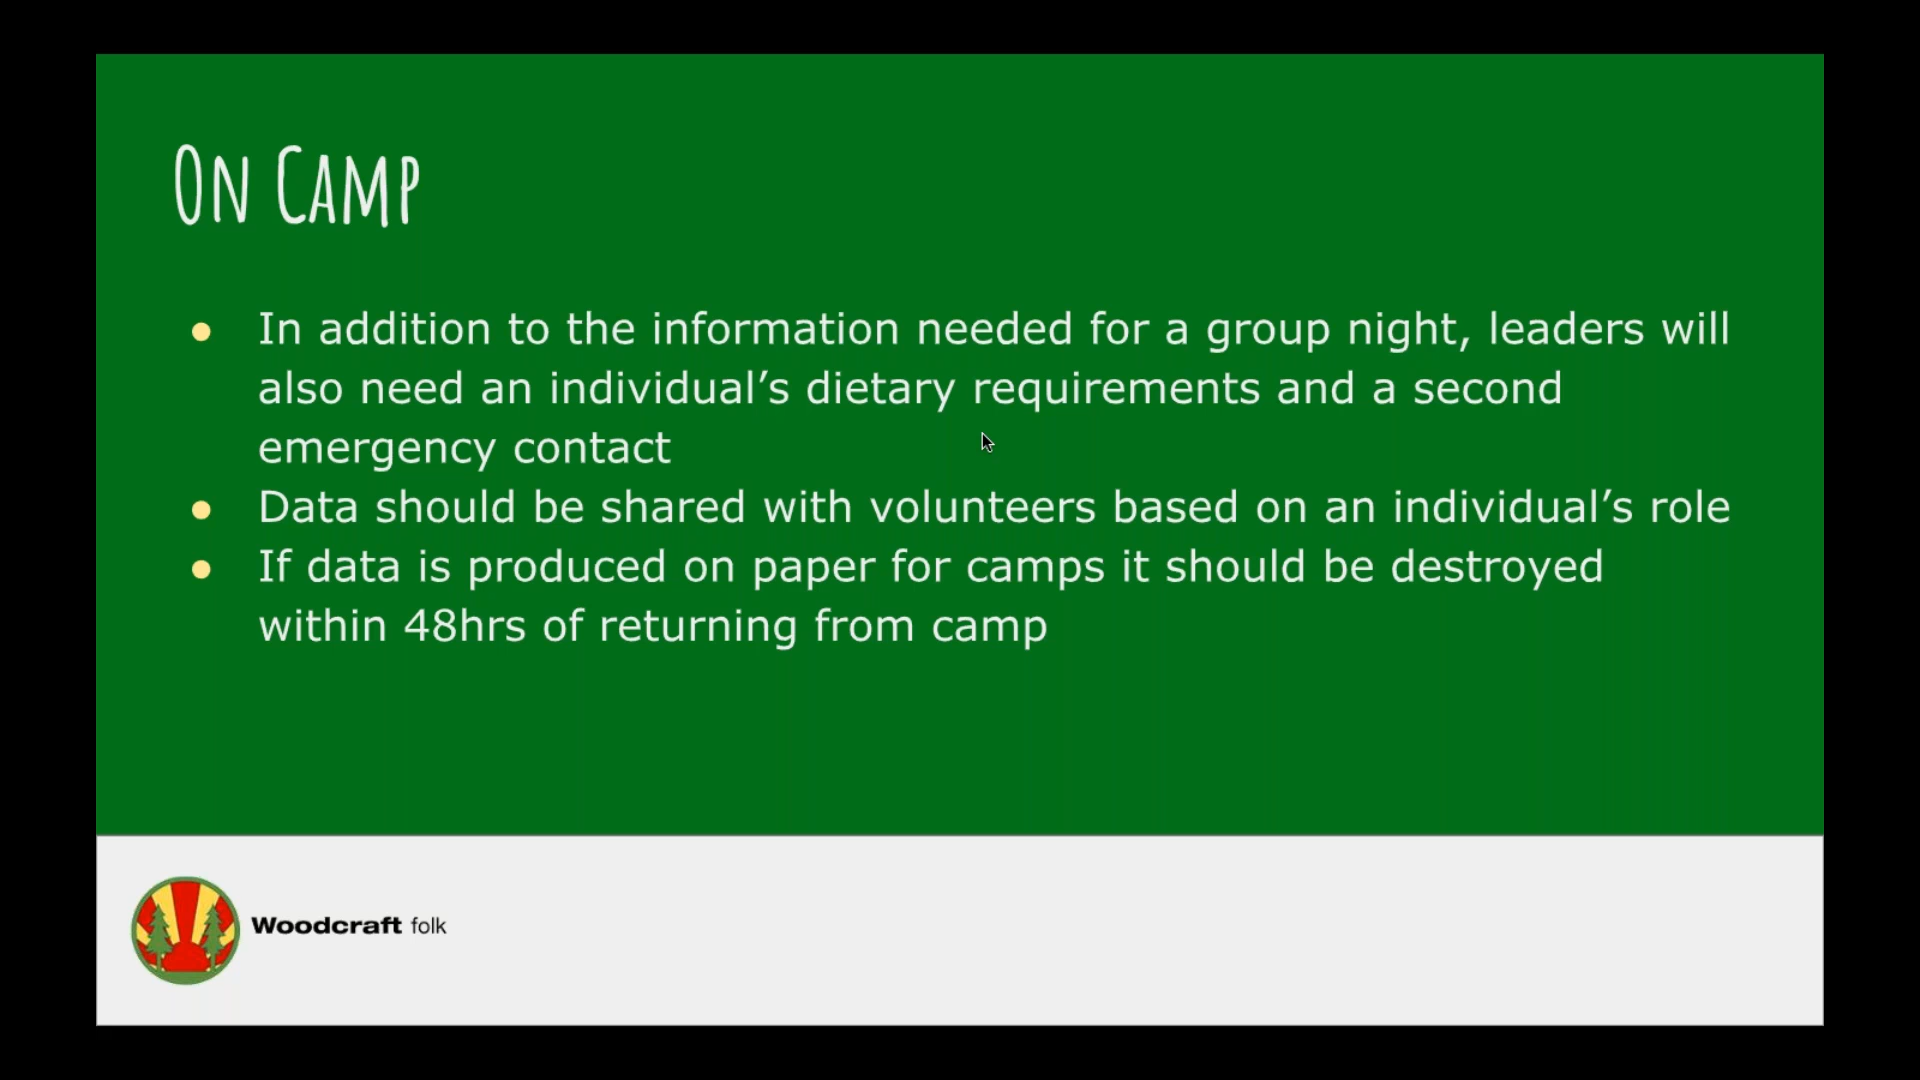 On Camp
● In addition to the information needed for a group night, leaders will
also need an individual’s dietary requirements and a second
emergency contact
● Data should be shared with volunteers based on an individual’s role
● If data is produced on paper for camps it should be destroyed
within 48hrs of returning from camp
Woodcraft folk